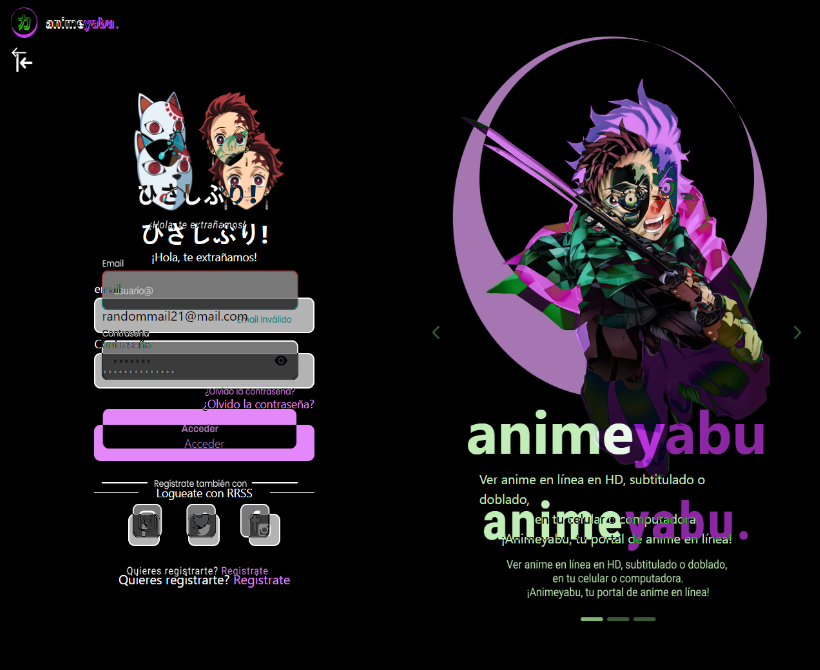 力 animeyabu.
ひさしぶり!
¡Hola, te extrañamos!
ひさしぶり!
¡Hola, te extrañamos!
Email
email
usuario@
randommail21@mail.com
Email Inválido
Contraseña
Contraseña
¿Olvido la contraseña?
¿Olvido la contraseña?
Acceder
Acceder
Registrate también con
Lógueate con RRSS
Quieres registrarte? Registrate
Quieres registrarte? Registrate
animeyabu
Ver anime en línea en HD, subtitulado o
doblado,
en tu celular o computadora.
animeyabu.
¡Animeyabu, tu portal de anime en línea!
Ver anime en línea en HD, subtitulado o doblado,
en tu celular o computadora.
¡Animeyabu, tu portal de anime en línea!